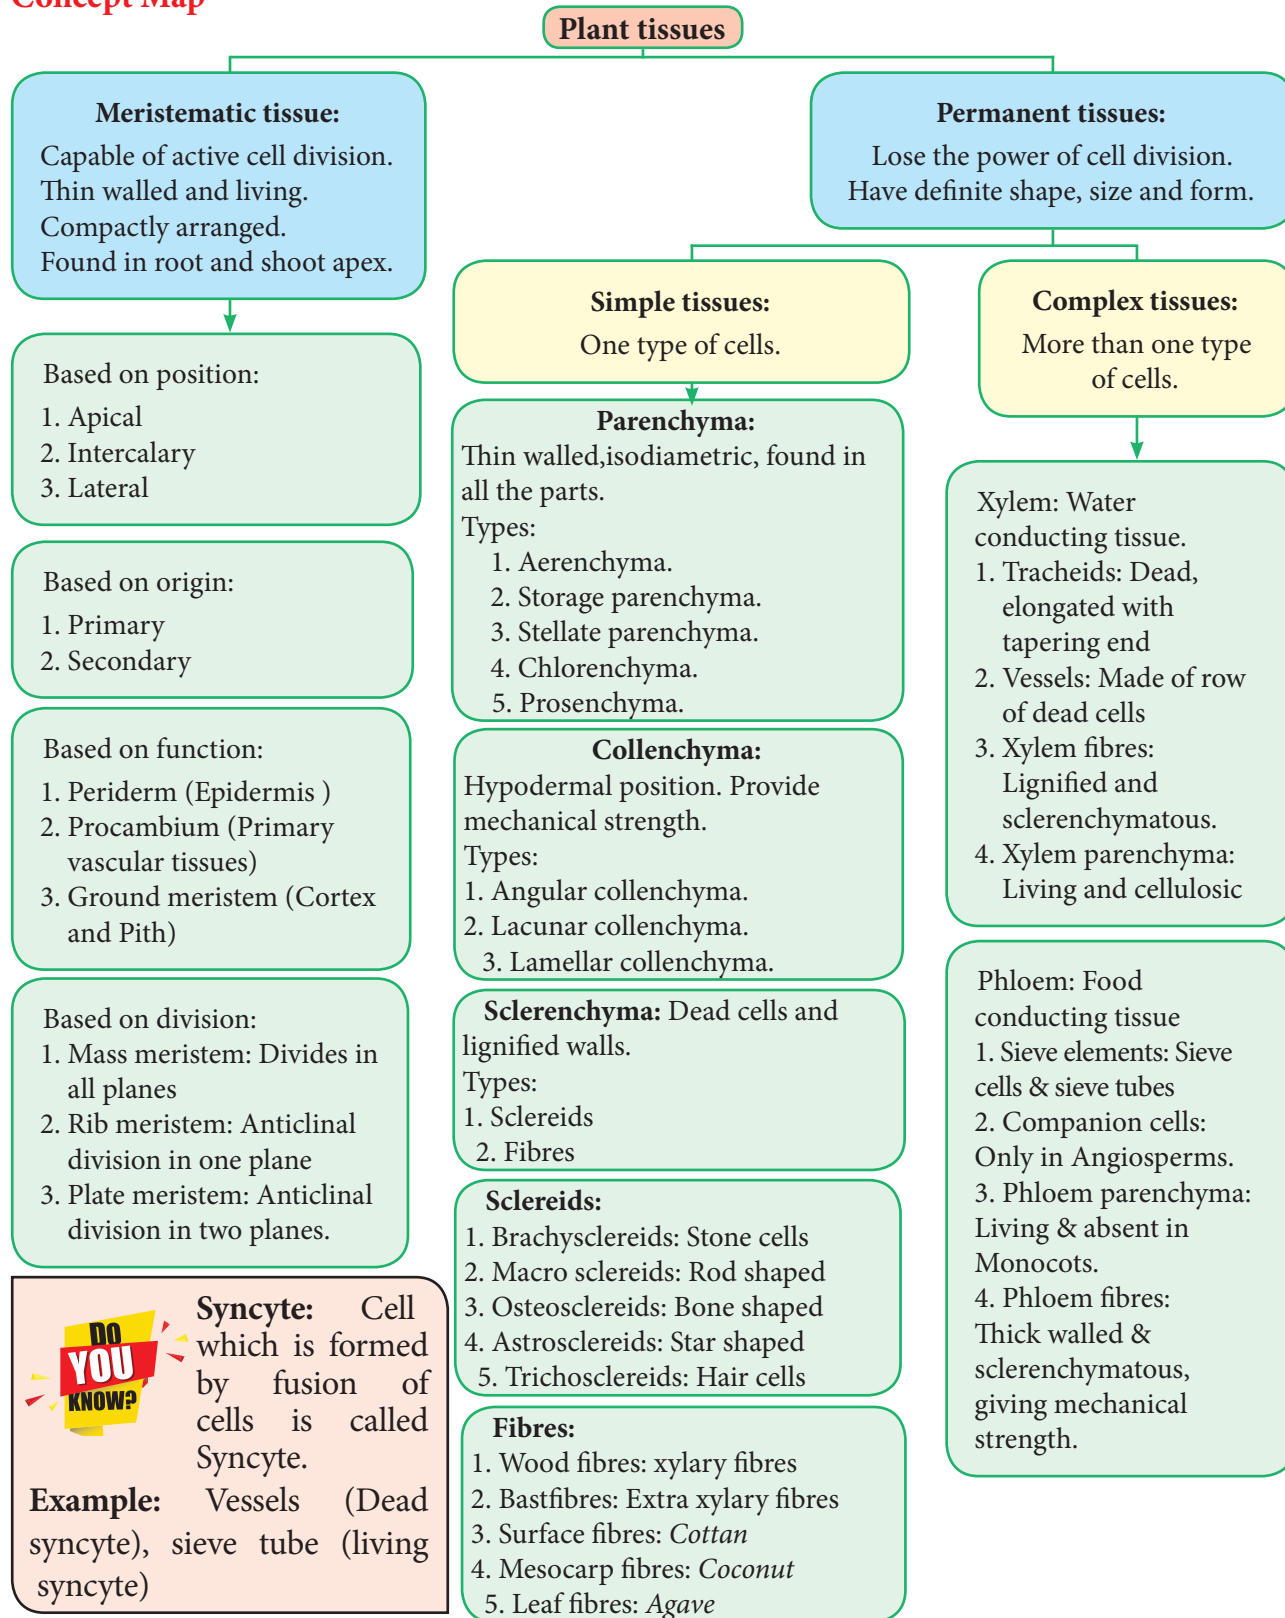 Concept Map
Plant tissues
Meristematic tissue:
Capable of active cell division.
Thin walled and living.
Compactly arranged.
Found in root and shoot apex.
Based on position:
1. Apical
2. Intercalary
3. Lateral
Based on origin:
1. Primary
2. Secondary
Based on function:
1. Periderm (Epidermis )
2. Procambium (Primary
vascular tissues)
3. Ground meristem (Cortex
and Pith)
Based on division:
1. Mass meristem: Divides in
all planes
2. Rib meristem: Anticlinal
division in one plane
3. Plate meristem: Anticlinal
division in two planes.
DO
YOU
KNOW?
Syncyte: Cell
which is formed
by fusion of
cells is called
Syncyte.
Example: Vessels (Dead
syncyte), sieve tube (living
syncyte)
Permanent tissues:
Lose the power of cell division.
Have definite shape, size and form.
Simple tissues:
One type of cells.
Parenchyma:
Thin walled,isodiametric, found in
all the parts.
Types:
1. Aerenchyma.
2. Storage parenchyma.
3. Stellate parenchyma.
4. Chlorenchyma.
5. Prosenchyma.
Collenchyma:
Hypodermal position. Provide
mechanical strength.
Types:
1. Angular collenchyma.
2. Lacunar collenchyma.
3. Lamellar collenchyma.
Sclerenchyma: Dead cells and
lignified walls.
Types:
1. Sclereids
2. Fibres
Sclereids:
1. Brachysclereids: Stone cells
2. Macro sclereids: Rod shaped
3. Osteosclereids: Bone shaped
4. Astrosclereids: Star shaped
5. Trichosclereids: Hair cells
Fibres:
1. Wood fibres: xylary fibres
2. Bastfibres: Extra xylary fibres
3. Surface fibres: Cottan
4. Mesocarp fibres: Coconut
5. Leaf fibres: Agave
Complex tissues:
More than one type
of cells.
Xylem: Water
conducting tissue.
1. Tracheids: Dead,
elongated with
tapering end
2. Vessels: Made of row
of dead cells
3. Xylem fibres:
Lignified and
sclerenchymatous.
4. Xylem parenchyma:
Living and cellulosic
Phloem: Food
conducting tissue
1. Sieve elements: Sieve
cells & sieve tubes
2. Companion cells:
Only in Angiosperms.
3. Phloem parenchyma:
Living & absent in
Monocots.
4. Phloem fibres:
Thick walled &
sclerenchymatous,
giving mechanical
strength.